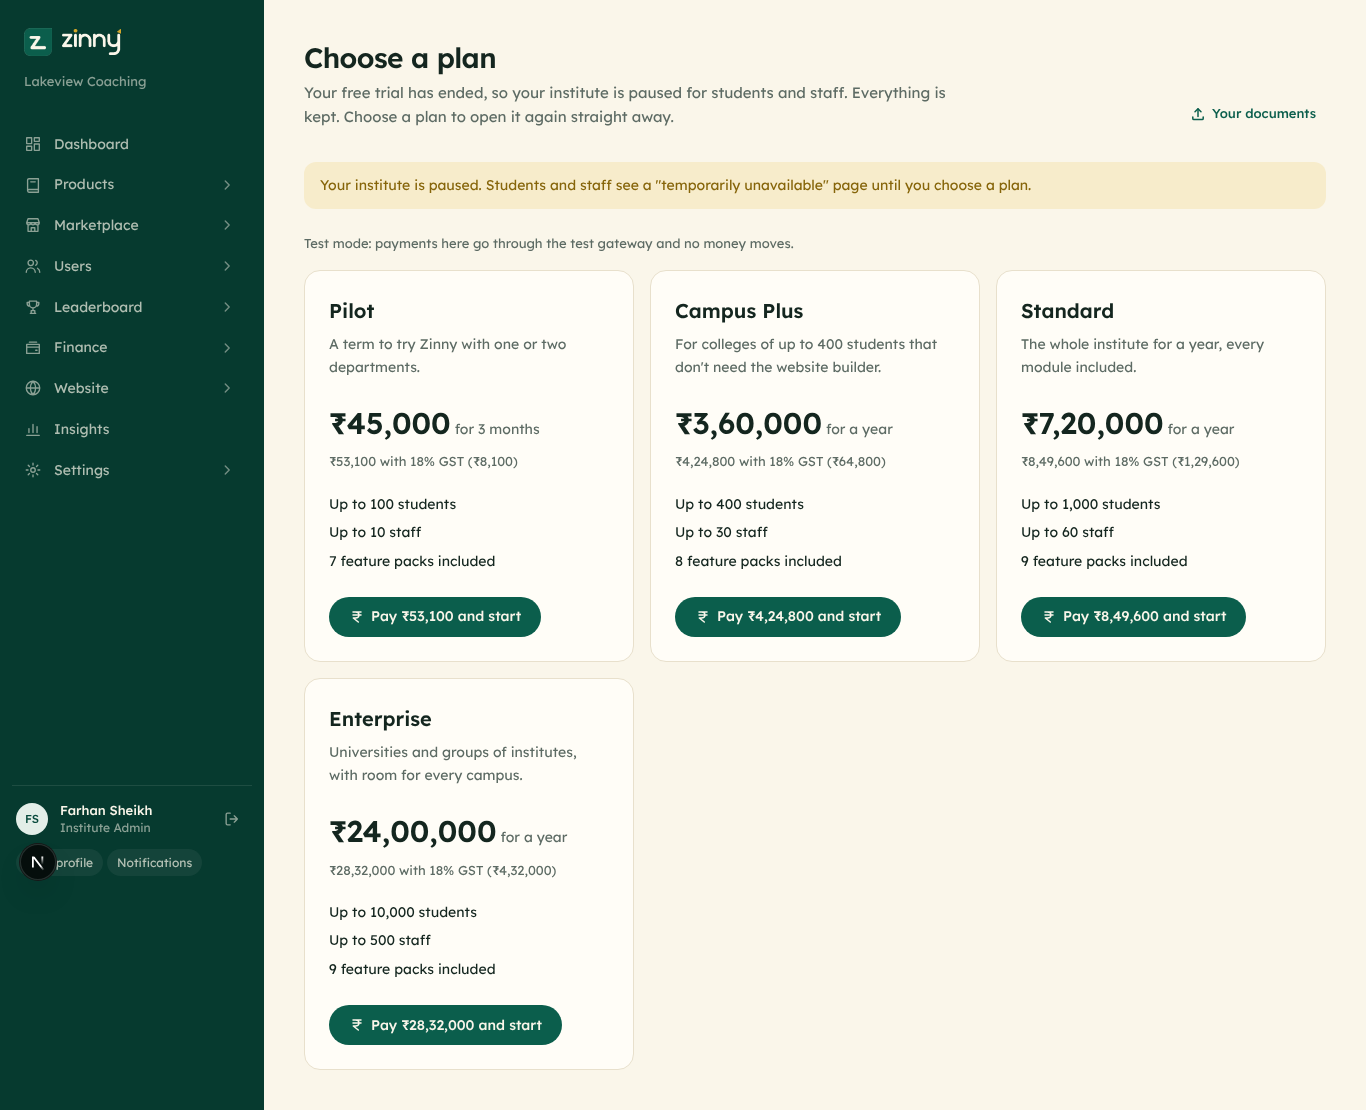 zinny
Lakeview Coaching
Dashboard
Products
Marketplace
Users
Leaderboard
Finance
Website
Insights
Settings
FS
Farhan Sheikh
Institute Admin
N
profile
Notifications
Choose a plan
Your free trial has ended, so your institute is paused for students and staff. Everything is
kept. Choose a plan to open it again straight away.
Your documents
Your institute is paused. Students and staff see a "temporarily unavailable" page until you choose a plan.
Test mode: payments here go through the test gateway and no money moves.
Pilot
A term to try Zinny with one or two
departments.
₹45,000 for 3 months
₹53,100 with 18% GST (₹8,100)
Up to 100 students
Up to 10 staff
7 feature packs included
₹ Pay ₹53,100 and start
Campus Plus
For colleges of up to 400 students that
don't need the website builder.
₹3,60,000 for a year
₹4,24,800 with 18% GST (₹64,800)
Up to 400 students
Up to 30 staff
8 feature packs included
₹ Pay ₹4,24,800 and start
Standard
The whole institute for a year, every
module included.
₹7,20,000 for a year
₹8,49,600 with 18% GST (₹1,29,600)
Up to 1,000 students
Up to 60 staff
9 feature packs included
₹ Pay ₹8,49,600 and start
Enterprise
Universities and groups of institutes,
with room for every campus.
₹24,00,000 for a year
₹28,32,000 with 18% GST (₹4,32,000)
Up to 10,000 students
Up to 500 staff
9 feature packs included
₹ Pay ₹28,32,000 and start